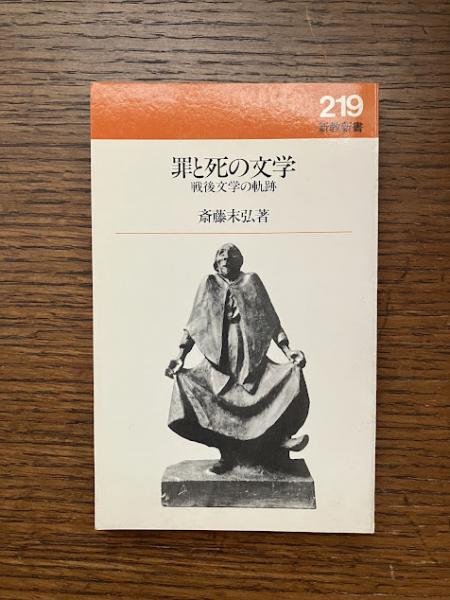 219
新教新書
罪と死の文学
戦後文学の軌跡
斎藤末弘著